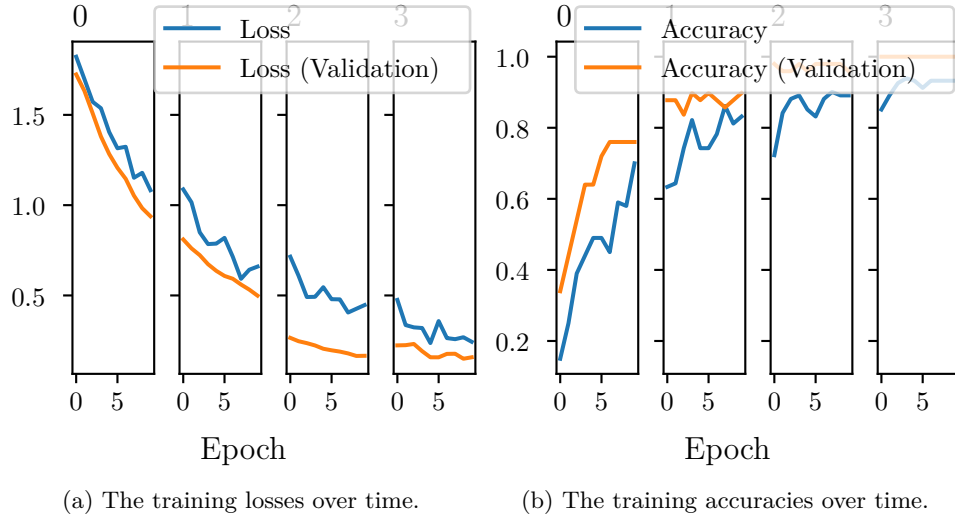 0 1 2 3
Loss
Loss (Validation)
1.5
1.0
0.5
0 5 0 5 0 5 0 5
Epoch
(a) The training losses over time.
0 1 2 3
Accuracy
Accuracy (Validation)
1.0
0.8
0.6
0.4
0.2
0 5 0 5 0 5 0 5
Epoch
(b) The training accuracies over time.